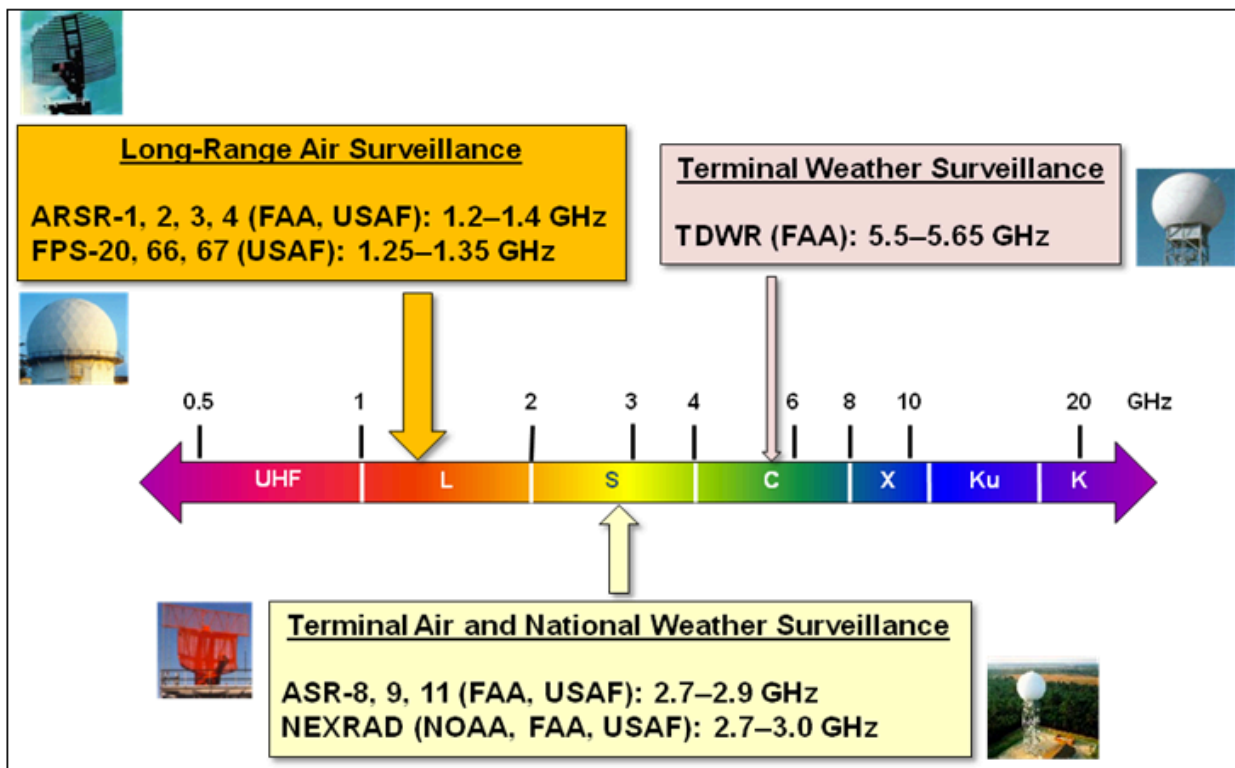 Long-Range Air Surveillance
ARSR-1, 2, 3, 4 (FAA, USAF): 1.2–1.4 GHz
FPS-20, 66, 67 (USAF): 1.25–1.35 GHz
Terminal Weather Surveillance
TDWR (FAA): 5.5–5.65 GHz
0.5 1 2 3 4 6 8 10 20 GHz
UHF L S C X Ku K
Terminal Air and National Weather Surveillance
ASR-8, 9, 11 (FAA, USAF): 2.7–2.9 GHz
NEXRAD (NOAA, FAA, USAF): 2.7–3.0 GHz